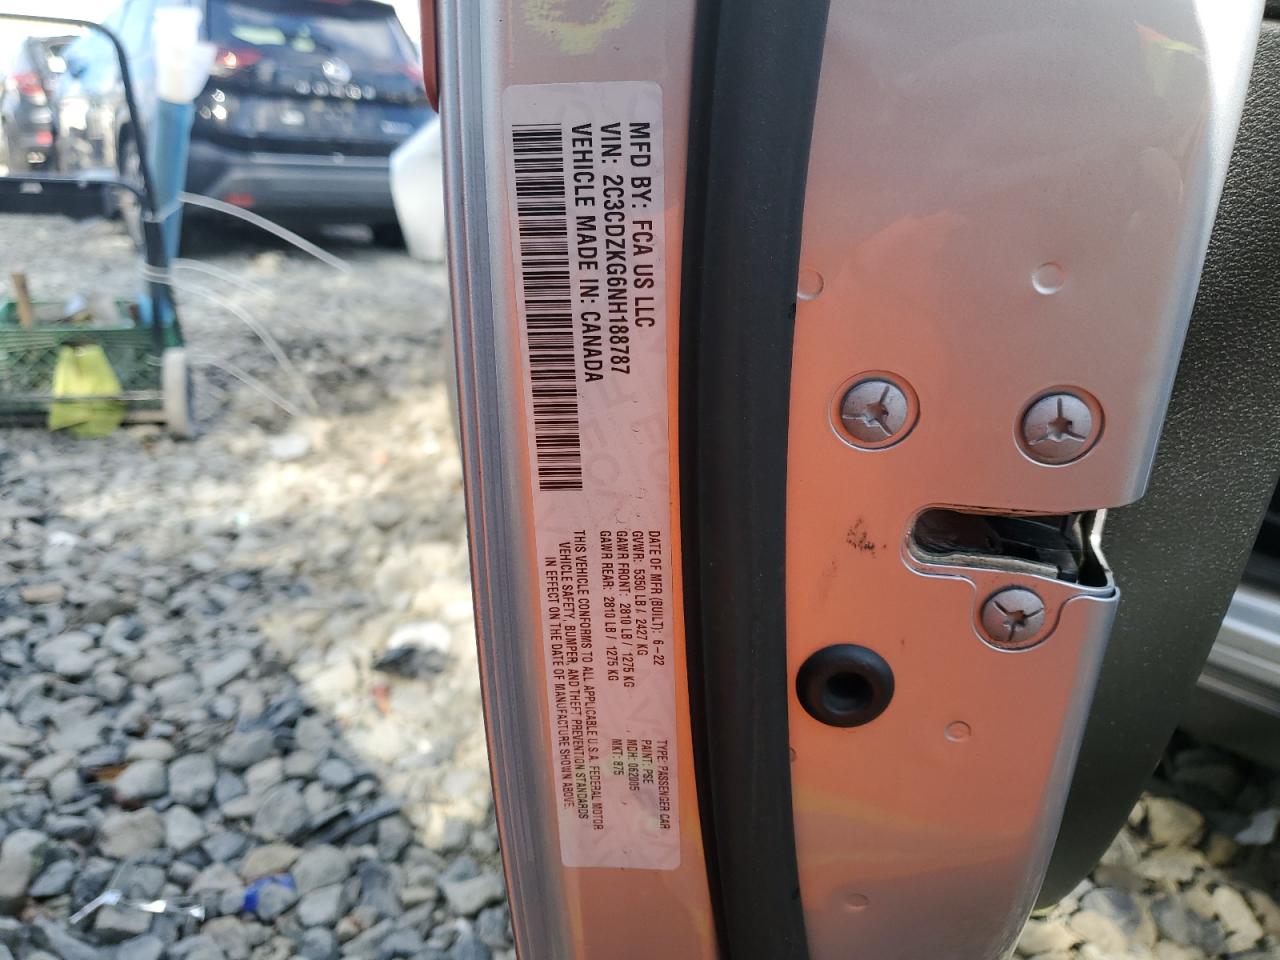 MFD BY: FCA US LLC
VIN: 2C3CDZKG6NH188787
VEHICLE MADE IN: CANADA
DATE OF MFR (BUILT): 6-22
GVWR: 5350 LB / 2427 KG
GAWR FRONT: 2810 LB / 1275 KG
GAWR REAR: 2810 LB / 1275 KG
THIS VEHICLE CONFORMS TO ALL APPLICABLE U.S.A. FEDERAL MOTOR
VEHICLE SAFETY, BUMPER, AND THEFT PREVENTION STANDARDS
IN EFFECT ON THE DATE OF MANUFACTURE SHOWN ABOVE.
TYPE: PASSENGER CAR
PAINT: PSE
MDH: 062005
MKT: 875